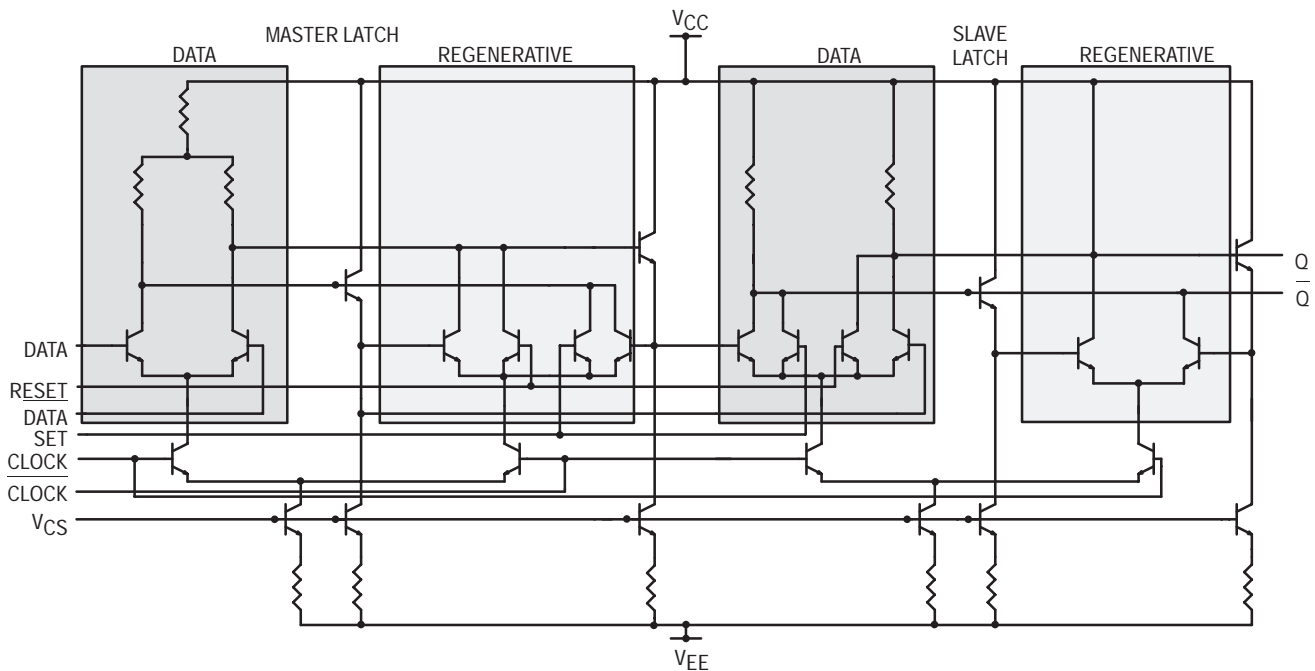 VCC
MASTER LATCH
SLAVE
LATCH
DATA
REGENERATIVE
DATA
REGENERATIVE
Q
Q
DATA
RESET
DATA
SET
CLOCK
CLOCK
VCS
VEE